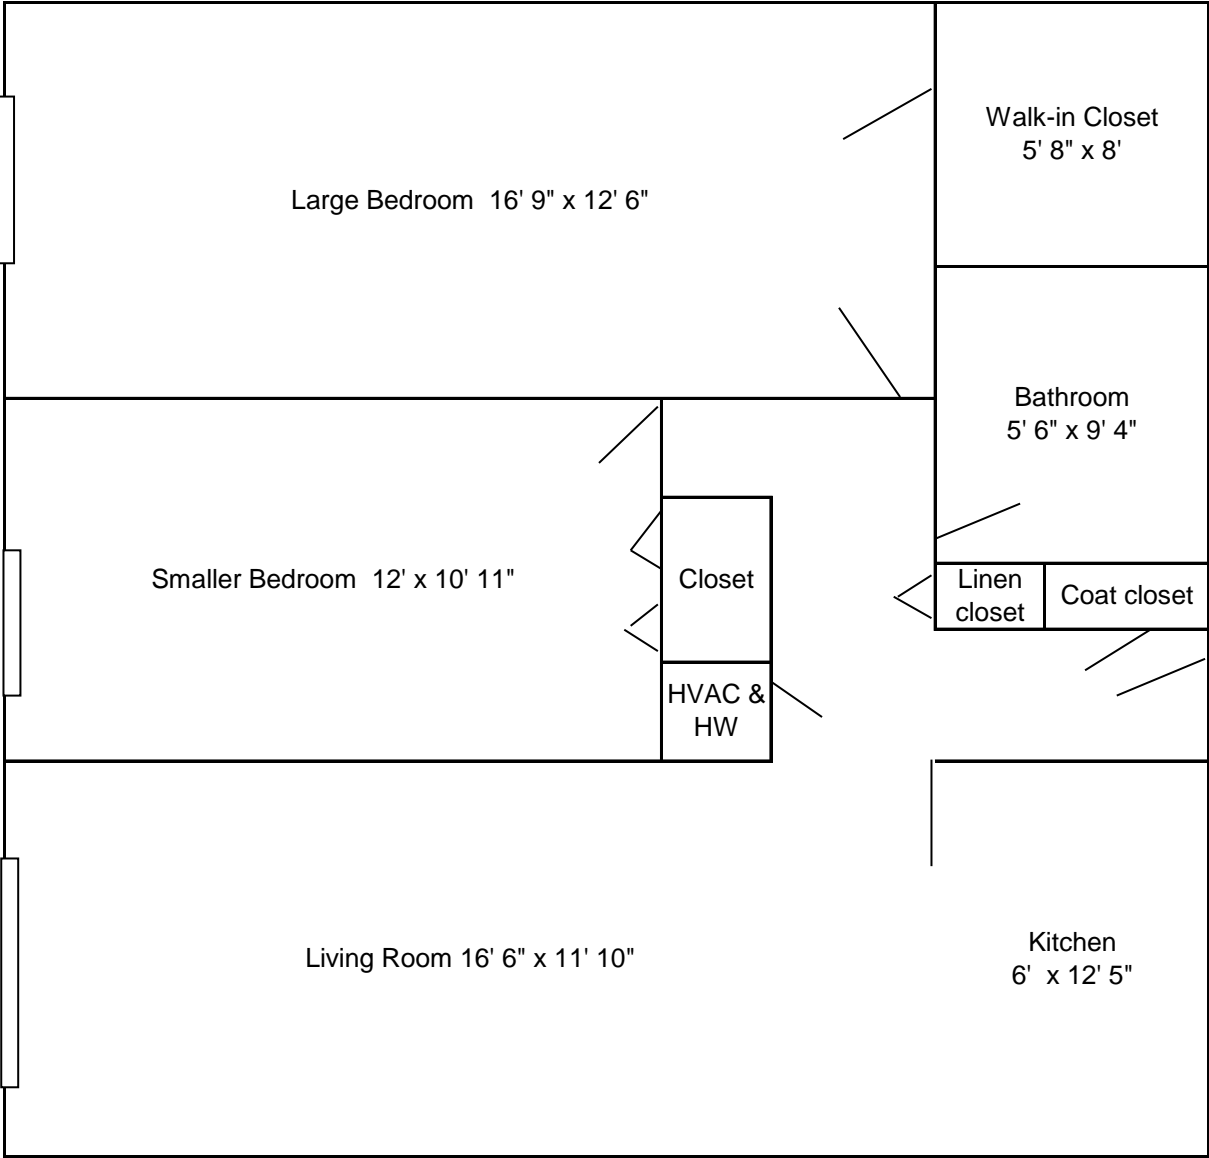 Walk-in Closet
5' 8" x 8'
Large Bedroom  16' 9" x 12' 6"
Bathroom
5' 6" x 9' 4"
Smaller Bedroom  12' x 10' 11"
Closet
Linen
closet
Coat closet
HVAC &
HW
Living Room 16' 6" x 11' 10"
Kitchen
6'  x 12' 5"